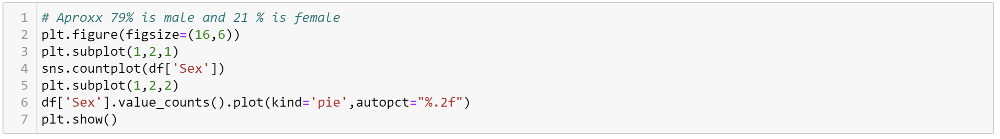 1 # Aproxx 79% is male and 21 % is female
2 plt.figure(figsize=(16,6))
3 plt.subplot(1,2,1)
4 sns.countplot(df['Sex'])
5 plt.subplot(1,2,2)
6 df['Sex'].value_counts().plot(kind='pie',autopct="%.2f")
7 plt.show()